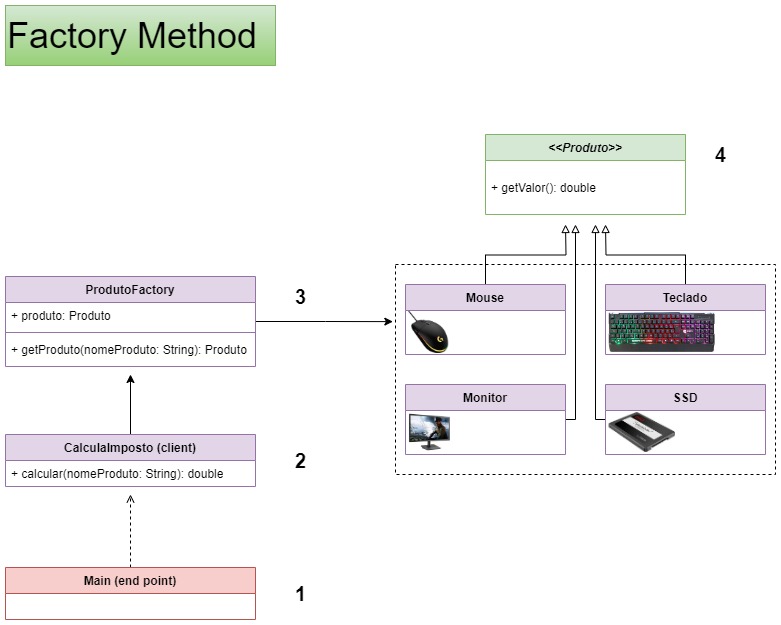 Factory Method
<<Produto>>
+ getValor(): double
4
ProdutoFactory
+ produto: Produto
+ getProduto(nomeProduto: String): Produto
3
Mouse
Teclado
Monitor
SSD
CalculaImposto (client)
+ calcular(nomeProduto: String): double
2
Main (end point)
1